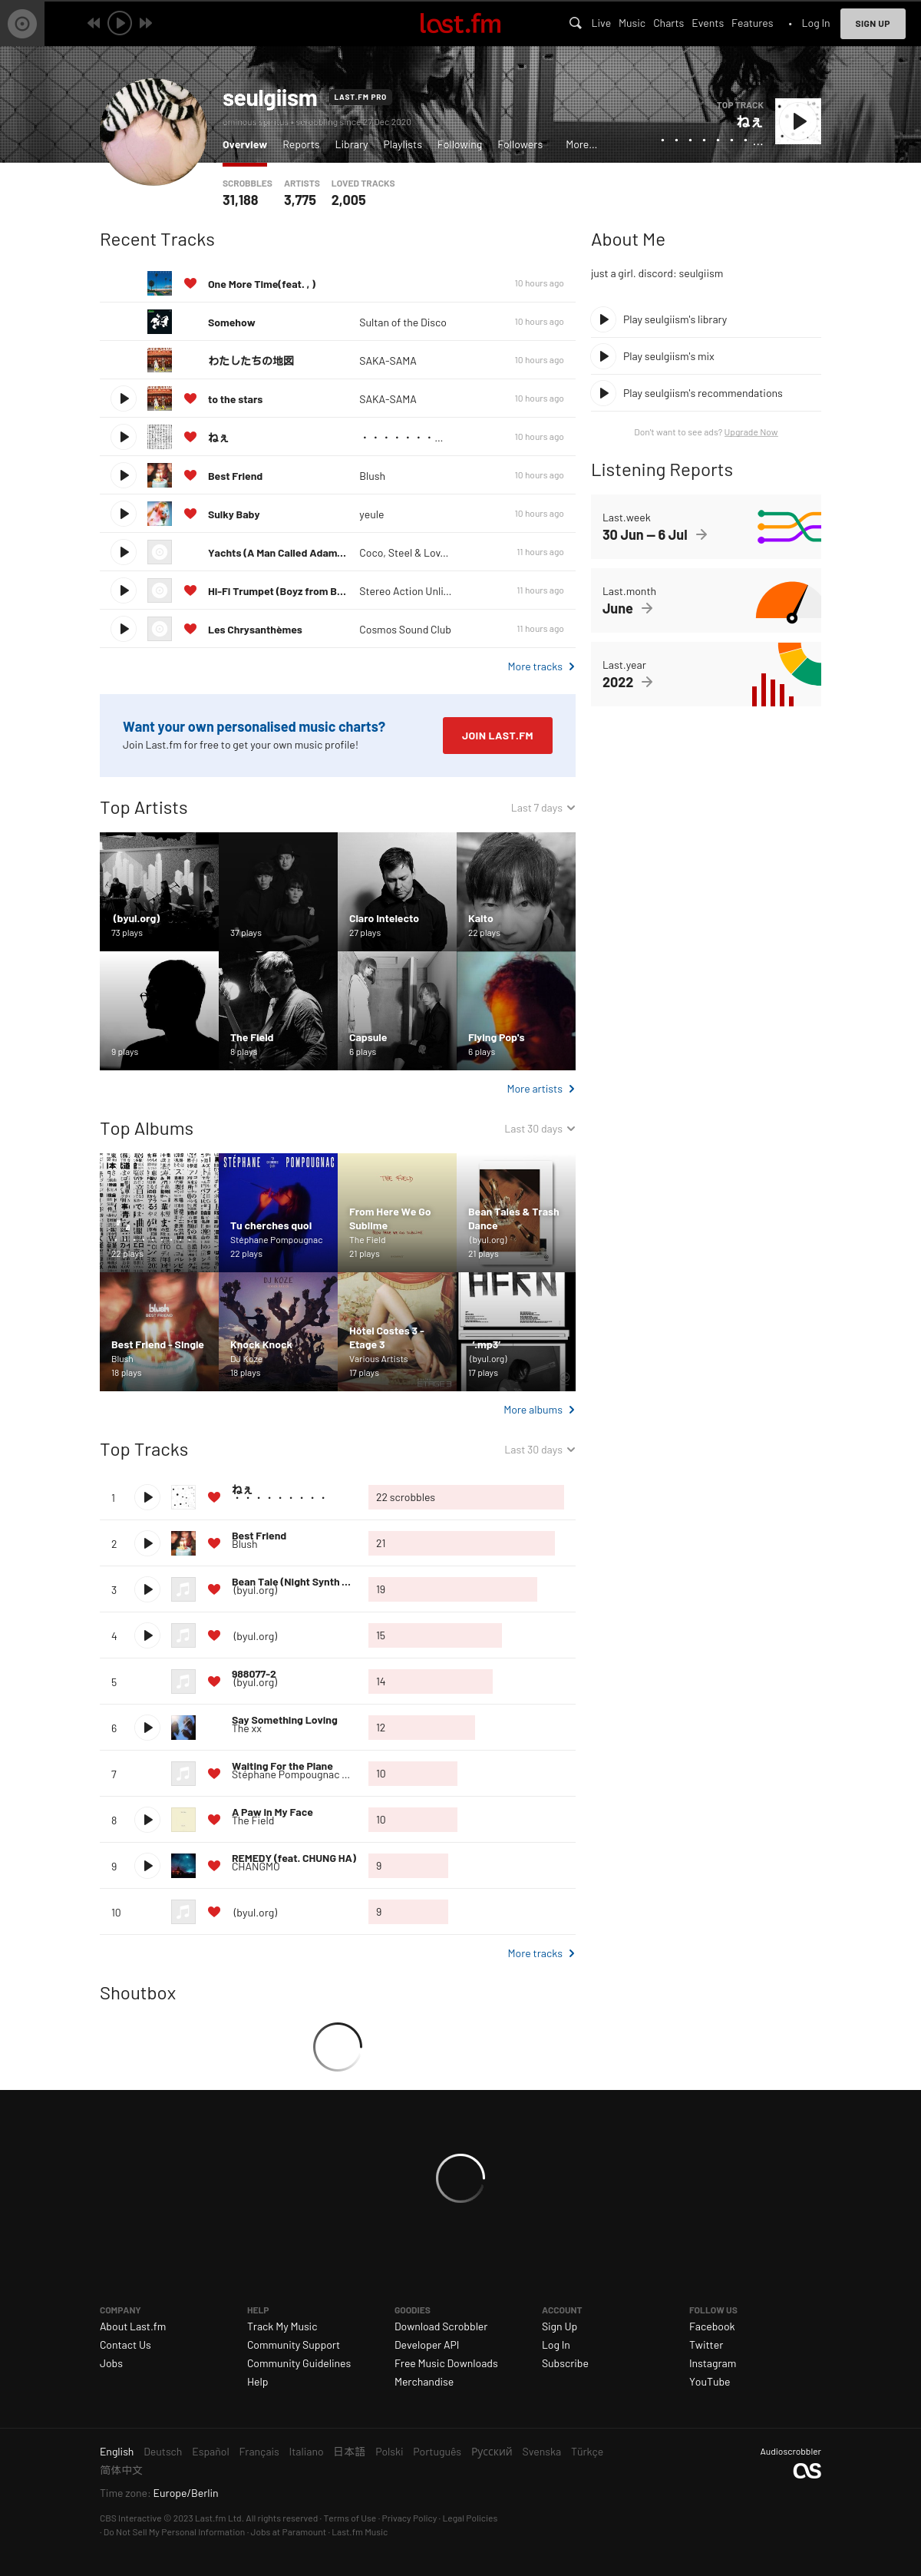 last.fm
Live Music Charts Events Features • Log In SIGN UP
seulgiism LAST.FM PRO
scrobbling since 27 Dec 2020
TOP TRACK
ねぇ
・・・・・・・…
Overview Reports Library Playlists Following Followers More...
SCROBBLES ARTISTS LOVED TRACKS
31,188 3,775 2,005
Recent Tracks
One More Time(feat. , ) 10 hours ago
Somehow Sultan of the Disco 10 hours ago
わたしたちの地図 SAKA-SAMA 10 hours ago
to the stars SAKA-SAMA 10 hours ago
ねぇ ・・・・・・・… 10 hours ago
Best Friend Blush 10 hours ago
Sulky Baby yeule 10 hours ago
Yachts (A Man Called Adam… Coco, Steel & Lov… 11 hours ago
Hi-Fi Trumpet (Boyz from B… Stereo Action Unli… 11 hours ago
Les Chrysanthèmes Cosmos Sound Club 11 hours ago
More tracks
Want your own personalised music charts?
Join Last.fm for free to get your own music profile!
JOIN LAST.FM
About Me
just a girl. discord: seulgiism
Play seulgiism's library
Play seulgiism's mix
Play seulgiism's recommendations
Don't want to see ads? Upgrade Now
Listening Reports
Last.week
30 Jun — 6 Jul
Last.month
June
Last.year
2022
Top Artists Last 7 days
(byul.org)
73 plays
37 plays
Claro Intelecto
27 plays
Kaito
22 plays
9 plays
The Field
8 plays
Capsule
6 plays
Flying Pop's
6 plays
More artists
Top Albums Last 30 days
22 plays
STÉPHANE POMPOUGNAC
Tu cherches quoi
Stéphane Pompougnac
22 plays
THE FIELD
From Here We Go Sublime
The Field
21 plays
Bean Tales & Trash Dance
(byul.org)
21 plays
blush
Best Friend - Single
Blush
18 plays
DJ KOZE
Knock Knock
DJ Koze
18 plays
Hôtel Costes 3 - Etage 3
Various Artists
17 plays
'.mp3'
(byul.org)
17 plays
More albums
Top Tracks Last 30 days
1 ねぇ 22 scrobbles
・・・・・・・・・
2 Best Friend 21
Blush
3 Bean Tale (Night Synth … 19
(byul.org)
4 (byul.org) 15
5 988077-2 14
(byul.org)
6 Say Something Loving 12
The xx
7 Waiting For the Plane 10
Stéphane Pompougnac …
8 A Paw in My Face 10
The Field
9 REMEDY (feat. CHUNG HA) 9
CHANGMO
10 (byul.org) 9
More tracks
Shoutbox
COMPANY
About Last.fm
Contact Us
Jobs
HELP
Track My Music
Community Support
Community Guidelines
Help
GOODIES
Download Scrobbler
Developer API
Free Music Downloads
Merchandise
ACCOUNT
Sign Up
Log In
Subscribe
FOLLOW US
Facebook
Twitter
Instagram
YouTube
English Deutsch Español Français Italiano 日本語 Polski Português Русский Svenska Türkçe
简体中文
Time zone: Europe/Berlin
Audioscrobbler
CBS Interactive © 2023 Last.fm Ltd. All rights reserved · Terms of Use · Privacy Policy · Legal Policies
· Do Not Sell My Personal Information · Jobs at Paramount · Last.fm Music